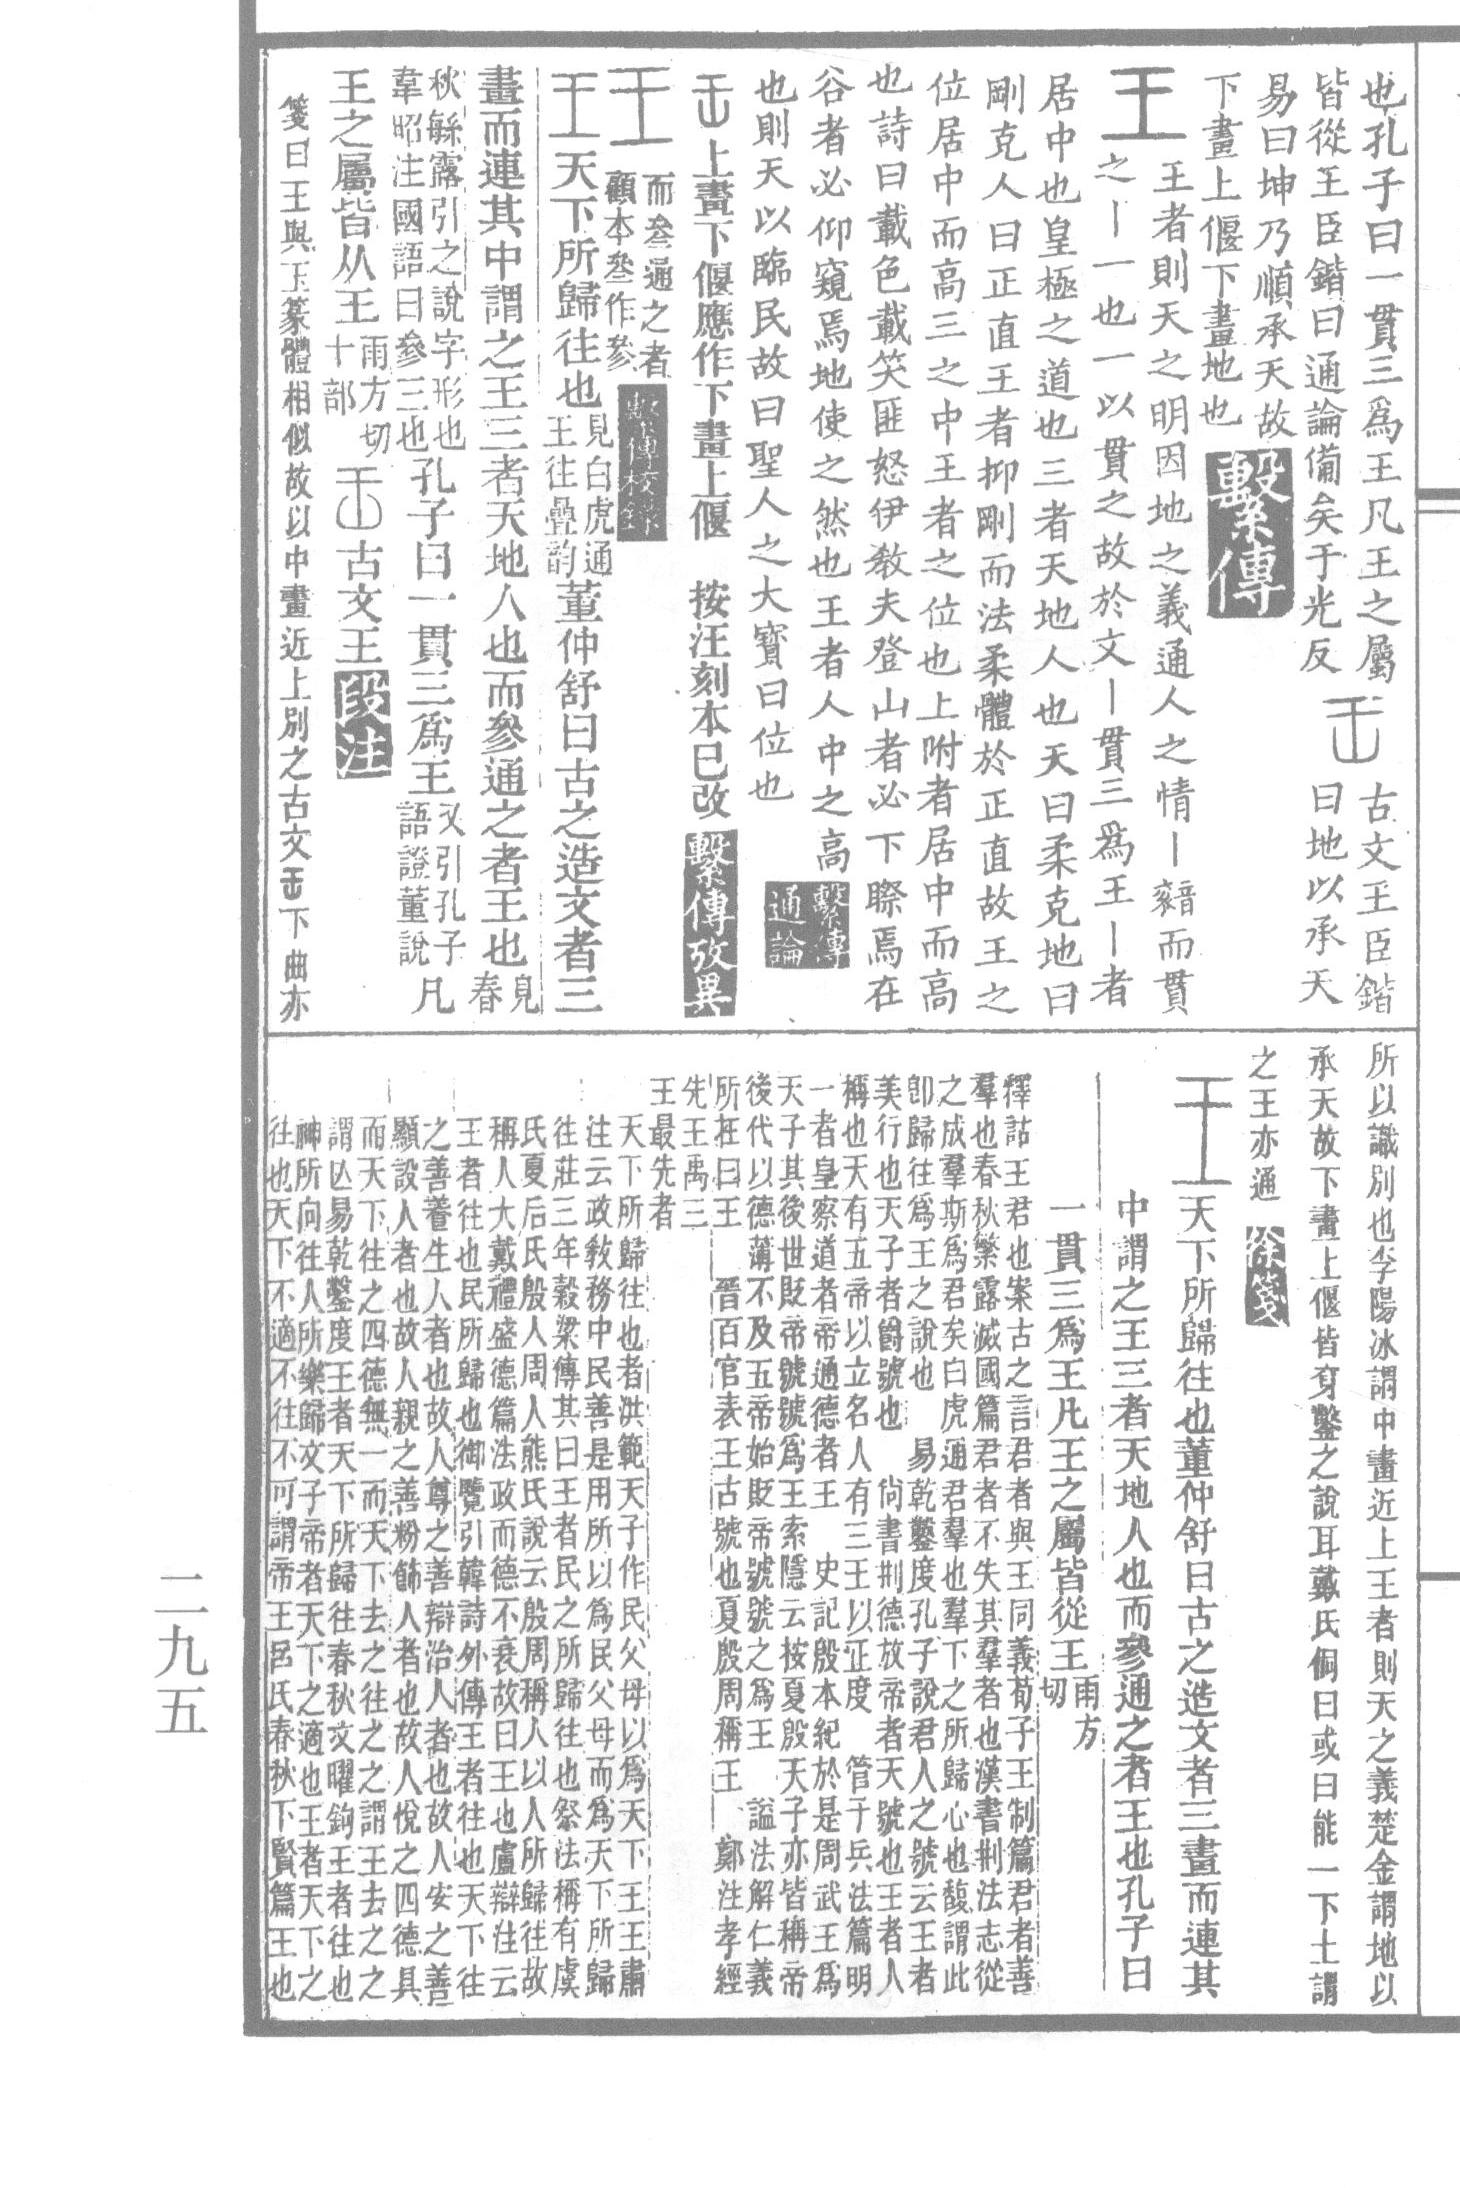 也孔子曰一貫三爲王凡王之屬
皆從王臣鍇曰通論備矣于光反
古文王臣鍇
曰地以承天
易曰坤乃順承天故
下畫上偃下畫地也
繫傳
王
王者則天之明因地之義通人之情丨𥩲而貫
之丨一也一以貫之故於文丨貫三爲王丨者
居中也皇極之道也三者天地人也天曰柔克地曰
剛克人曰正直王者抑剛而法柔體於正直故王之
位居中而高三之中王者之位也上附者居中而高
也詩曰載色載笑匪怒伊敎夫登山者必下瞭焉在
谷者必仰窺焉地使之然也王者人中之高
也則天以臨民故曰聖人之大寶曰位也
繫傳通論
上畫下偃應作下畫上偃 按汪刻本已改
繫傳攷異
王
而叄通之者
顧本叄作參
繫傳校錄
王天下所歸往也
見白虎通
王往疊韵
董仲舒曰古之造文者三
畫而連其中謂之王三者天地人也而參通之者王也
見春
秋緐露引之說字形也
韋昭注國語曰參三也
孔子曰一貫三爲王
又引孔子
語證董說
凡
王之屬皆从王
雨方切
十部
古文王
段注
箋曰王與玉篆體相似故以中畫近上別之古文下曲亦
所以識別也李陽冰謂中畫近上王者則天之義楚金謂地以
承天故下畫上偃皆穿鑿之說耳戴氏侗曰或曰能一下土謂
之王亦通
徐箋
王天下所歸往也董仲舒曰古之造文者三畫而連其
中謂之王三者天地人也而參通之者王也孔子曰
一貫三爲王凡王之屬皆從王
雨方
切
釋詁王君也案古之言君者與王同義荀子王制篇君者善
羣也春秋繁露滅國篇君者不失其羣者也漢書刑法志從
之成羣斯爲君矣白虎通君羣也羣下之所歸心也馥謂此
卽歸往爲王之說也 易乾鑿度孔子說君人之號云王者
美行也天子者爵號也 尙書刑德放帝者天號也王者人
稱也天有五帝以立名人有三王以正度 管子兵法篇明
一者皇察道者帝通德者王 史記殷本紀於是周武王爲
天子其後世貶帝號號爲王索隱云按夏殷天子亦皆稱帝
後代以德薄不及五帝始貶帝號號之爲王 謚法解仁義
所在曰王 晉百官表王古號也夏殷周稱王 鄭注孝經
先王禹三
王最先者
天下所歸往也者洪範天子作民父母以爲天下王王肅
注云政敎務中民善是用所以爲民父母而爲天下所歸
往莊三年穀梁傳其曰王者民之所歸往也祭法稱有虞
氏夏后氏殷人周人熊氏說云殷周稱人以人所歸往故
稱人大戴禮盛德篇法政而德不衰故曰王也盧辯注云
王者往也民所歸也御覽引韓詩外傳王者往也天下往
之善養生人者也故人尊之善辯治人者也故人安之善
顯設人者也故人親之善粉飾人者也故人悅之四德具
而天下往之四德無一而天下去之往之謂王去之之
謂亾易乾鑿度王者天下所歸往春秋文曜鉤王者往也
神所向往人所樂歸文子帝者天下之適也王者天下之
往也天下不適不往不可謂帝王呂氏春秋下賢篇王也
二九五